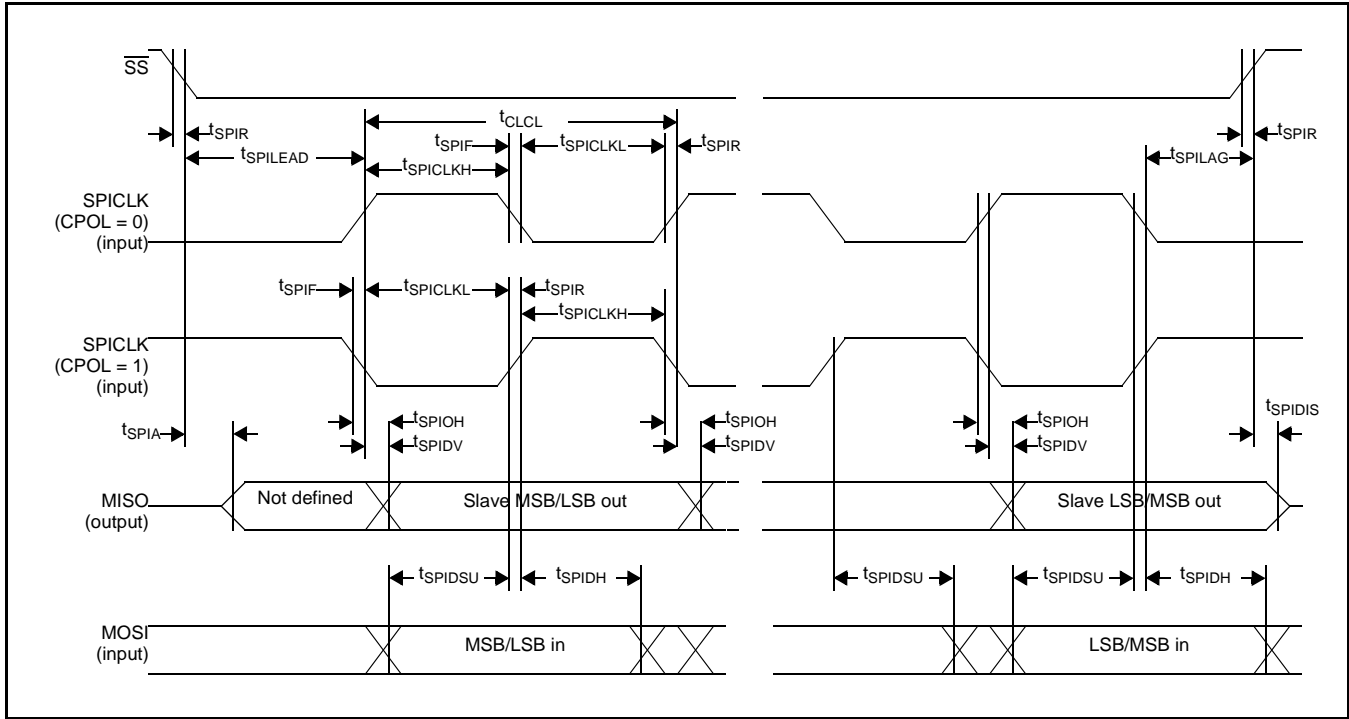 SS
tCLCL
tSPIR
tSPIF
tSPICLKL
tSPIR
tSPIR
tSPILEAD
tSPICLKH
tSPILAG
SPICLK
(CPOL = 0)
(input)
tSPIF
tSPICLKL
tSPIR
tSPICLKH
SPICLK
(CPOL = 1)
(input)
tSPIOH
tSPIOH
tSPIOH
tSPIDIS
tSPIA
tSPIDV
tSPIDV
tSPIDV
MISO
(output)
Not defined
Slave MSB/LSB out
Slave LSB/MSB out
tSPIDSU
tSPIDH
tSPIDSU
tSPIDSU
tSPIDH
MOSI
(input)
MSB/LSB in
LSB/MSB in